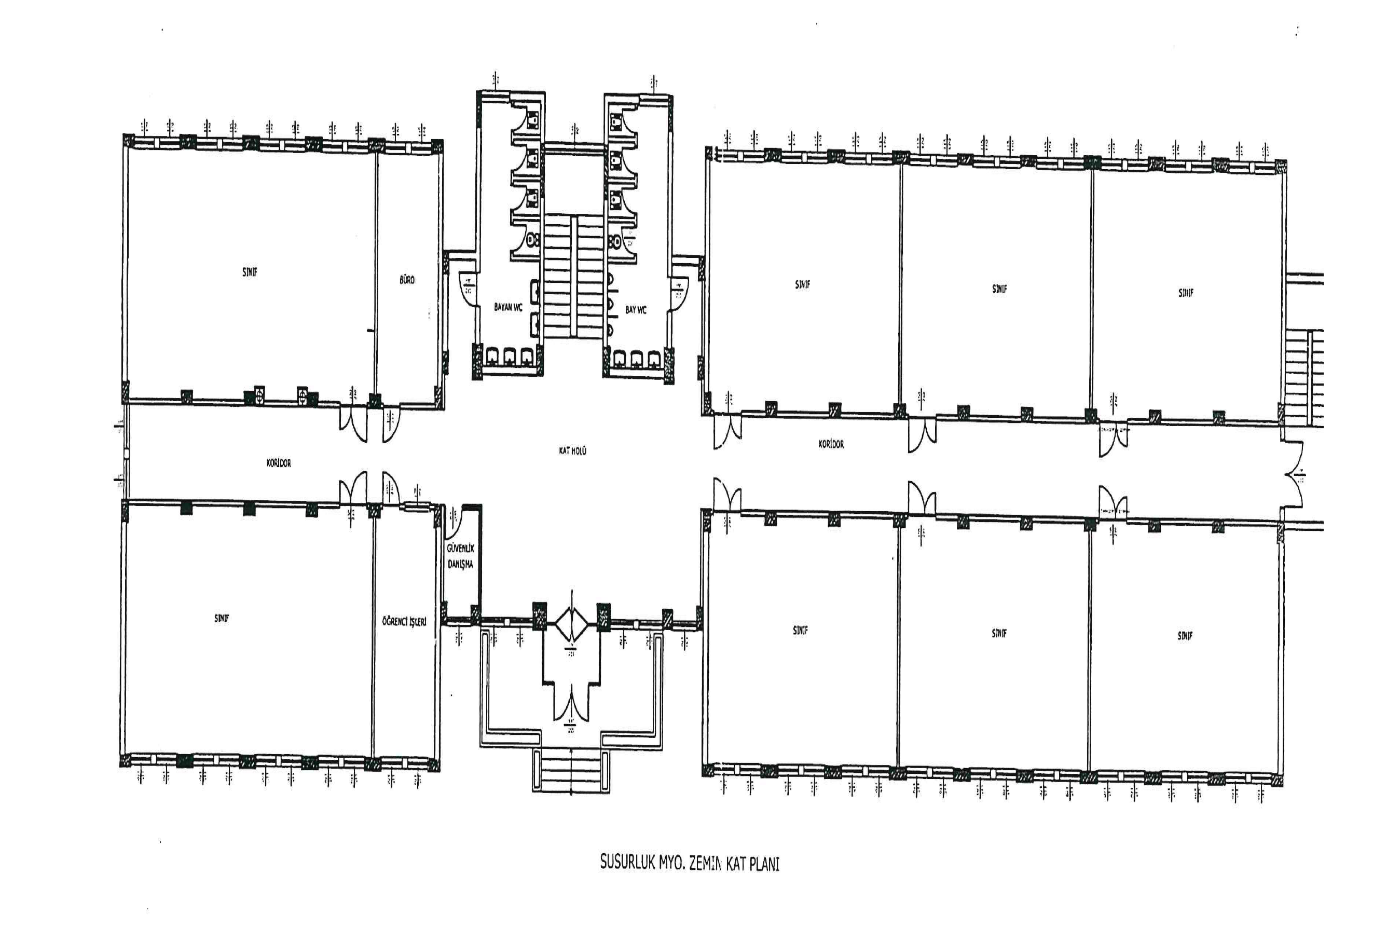 SINIF
BÜRO
BAYAN WC
BAY WC
SINIF
SINIF
SINIF
KORİDOR
KAT HOLÜ
KORİDOR
GÜVENLİK
DANIŞMA
SINIF
ÖĞRENCİ İŞLERİ
SINIF
SINIF
SINIF
SUSURLUK MYO. ZEMİN KAT PLANI